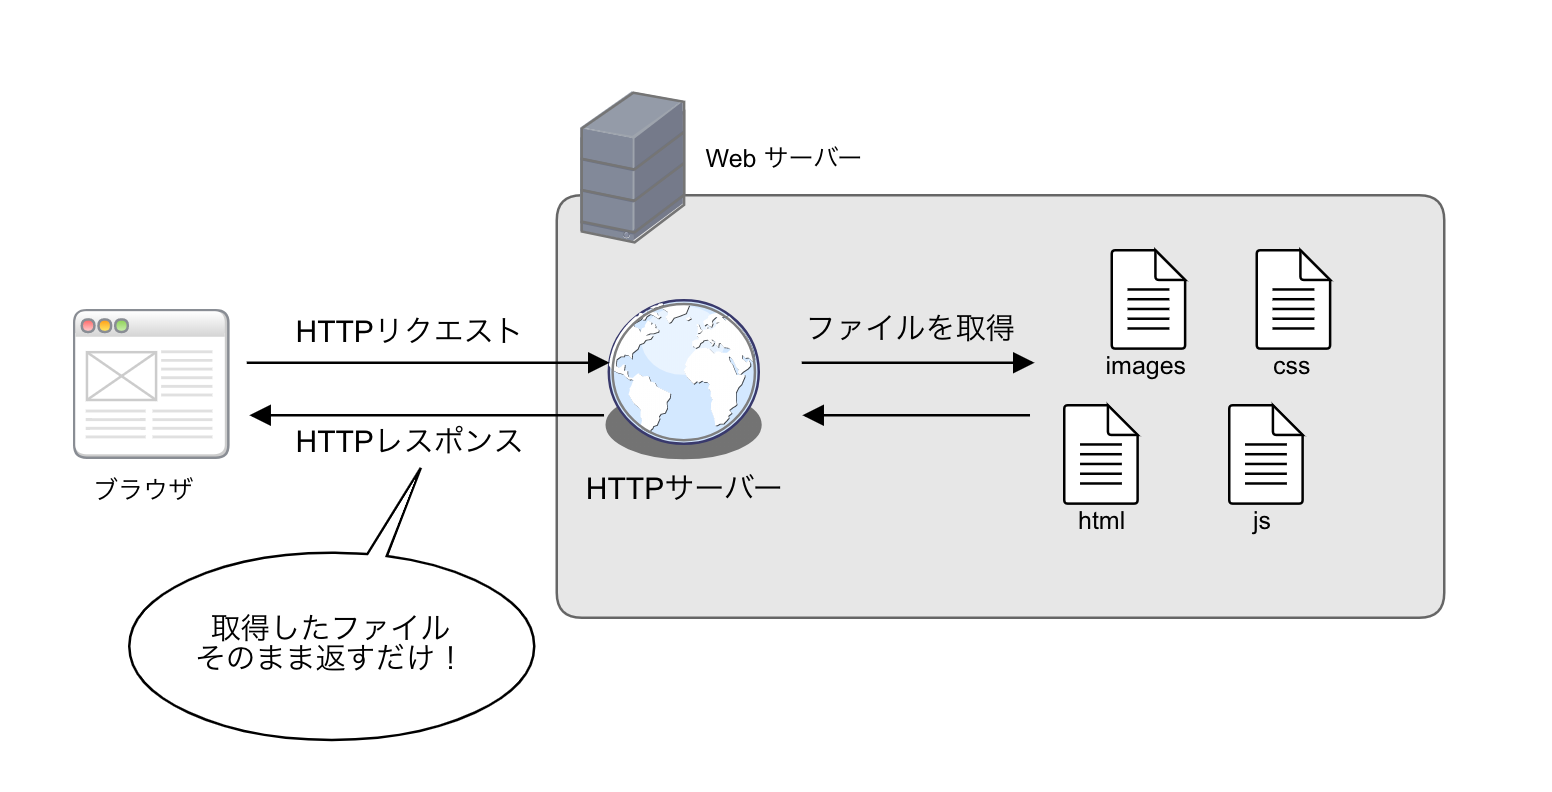 Web サーバー
HTTPリクエスト
ファイルを取得
images
css
HTTPレスポンス
ブラウザ
HTTPサーバー
html
js
取得したファイル
そのまま返すだけ！